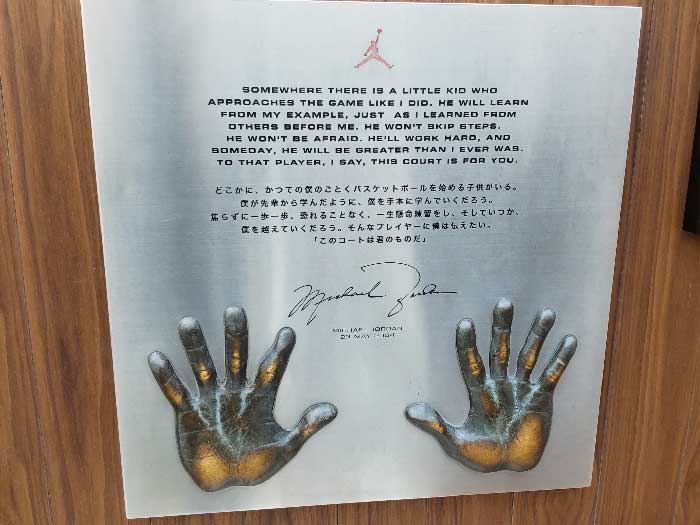 SOMEWHERE THERE IS A LITTLE KID WHO
APPROACHES THE GAME LIKE I DID. HE WILL LEARN
FROM MY EXAMPLE, JUST AS I LEARNED FROM
OTHERS BEFORE ME. HE WON'T SKIP STEPS.
HE WON'T BE AFRAID. HE'LL WORK HARD, AND
SOMEDAY, HE WILL BE GREATER THAN I EVER WAS.
TO THAT PLAYER, I SAY, THIS COURT IS FOR YOU.
どこかに、かつての僕のごとくバスケットボールを始める子供がいる。
僕が先輩から学んだように、僕を手本に学んでいくだろう。
焦らずに一歩一歩、恐れることなく、一生懸命練習をし、そしていつか、
僕を越えていくだろう。そんなプレイヤーに僕は伝えたい。
「このコートは君のものだ」
Michael Jordan
MICHAEL JORDAN
21 MAY 2004